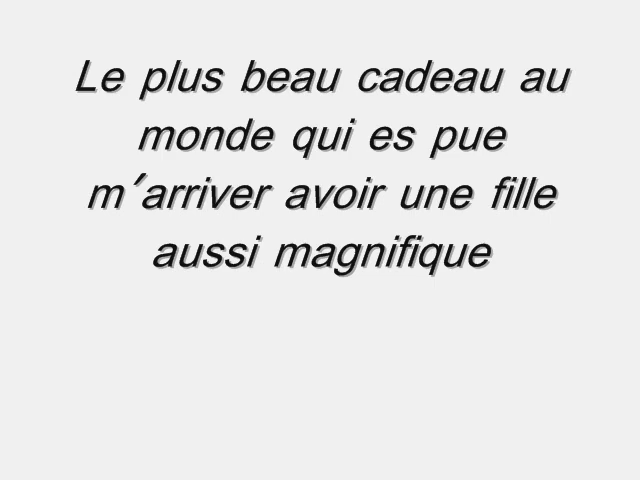 Le plus beau cadeau au
monde qui es pue
m'arriver avoir une fille
aussi magnifique